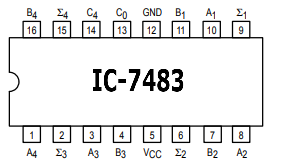 B4 Σ4 C4 C0 GND B1 A1 Σ1
16 15 14 13 12 11 10 9
IC-7483
1 2 3 4 5 6 7 8
A4 Σ3 A3 B3 VCC Σ2 B2 A2